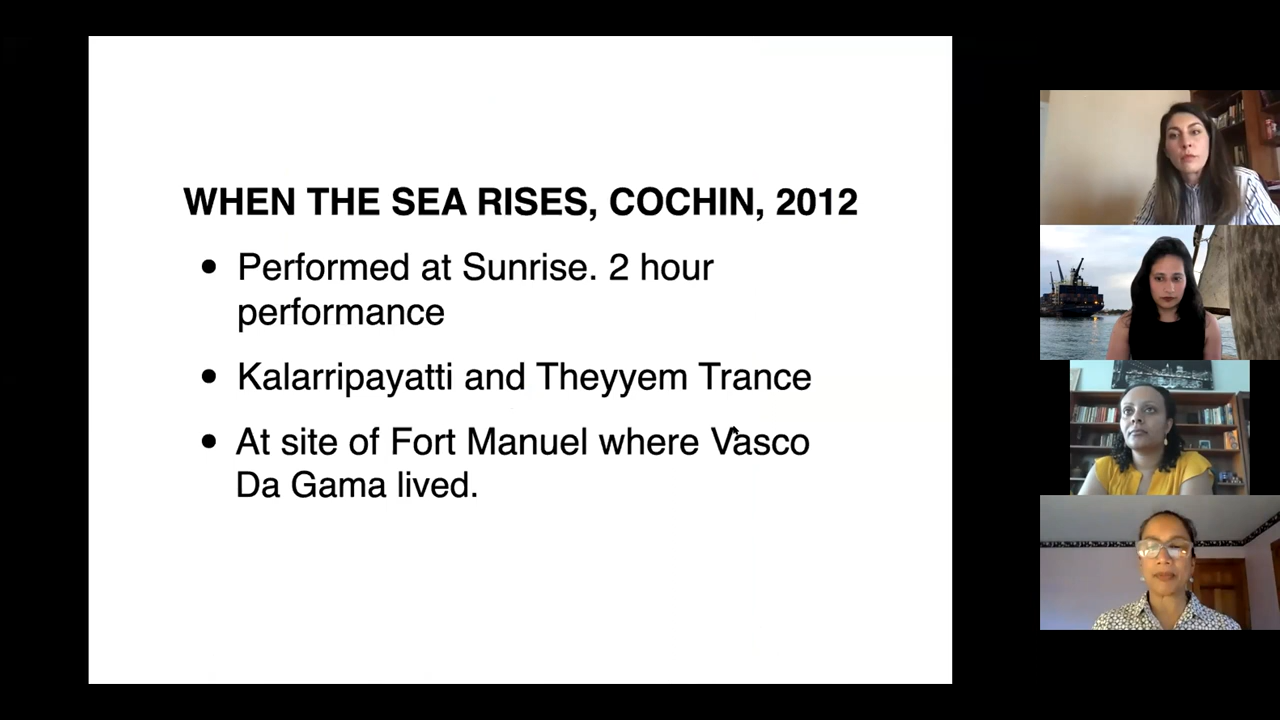 WHEN THE SEA RISES, COCHIN, 2012
• Performed at Sunrise. 2 hour
performance
• Kalarripayatti and Theyyem Trance
• At site of Fort Manuel where Vasco
Da Gama lived.